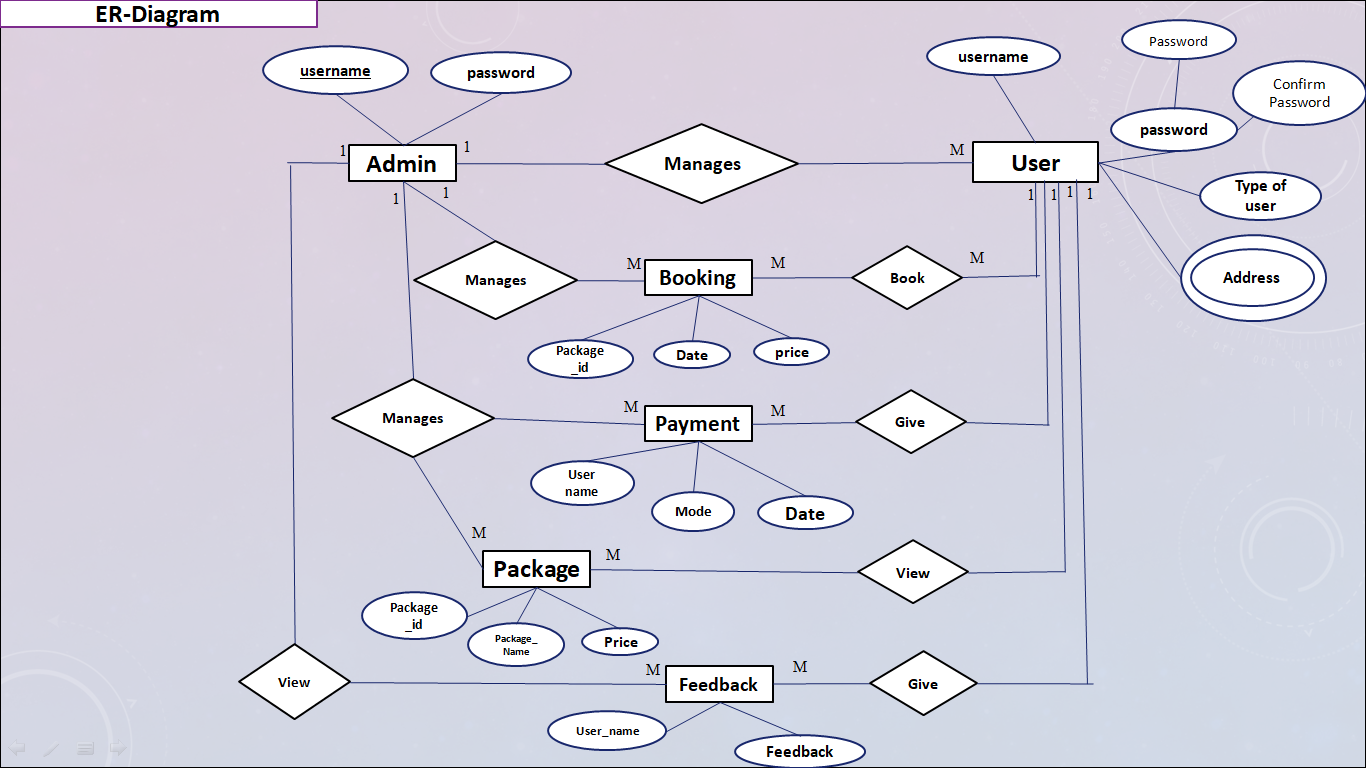 ER-Diagram
username
password
username
Password
Confirm
Password
password
1
Admin
1
Manages
M
User
Type of
user
1
1
1
1
1
1
Address
Manages
M
Booking
M
Book
M
Package
_id
Date
price
Manages
M
Payment
M
Give
User
name
Mode
Date
M
Package
M
View
Package
_id
Package_
Name
Price
View
M
Feedback
M
Give
User_name
Feedback